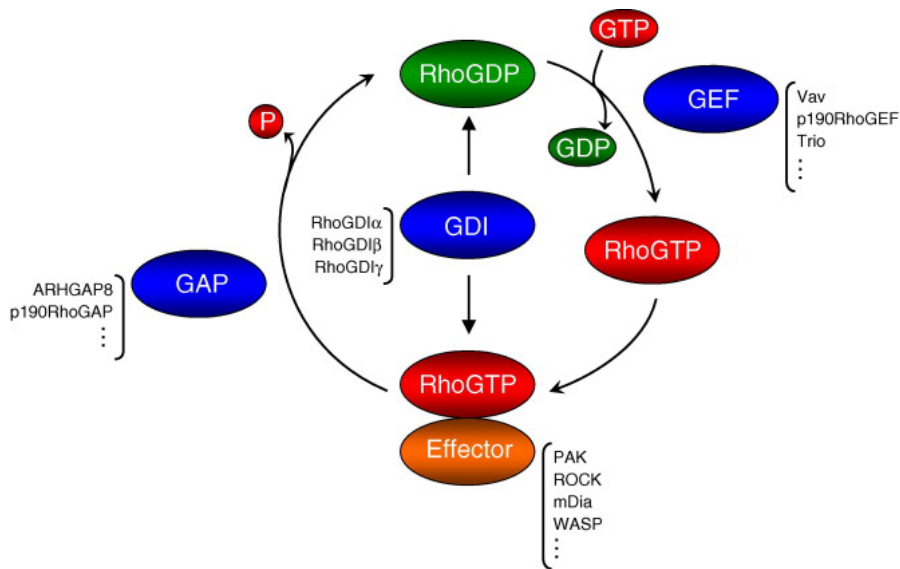 GTP
RhoGDP
GEF
Vav
p190RhoGEF
Trio
⋮
P
GDP
RhoGDIα
RhoGDIβ
RhoGDIγ
GDI
RhoGTP
GAP
ARHGAP8
p190RhoGAP
⋮
RhoGTP
Effector
PAK
ROCK
mDia
WASP
⋮